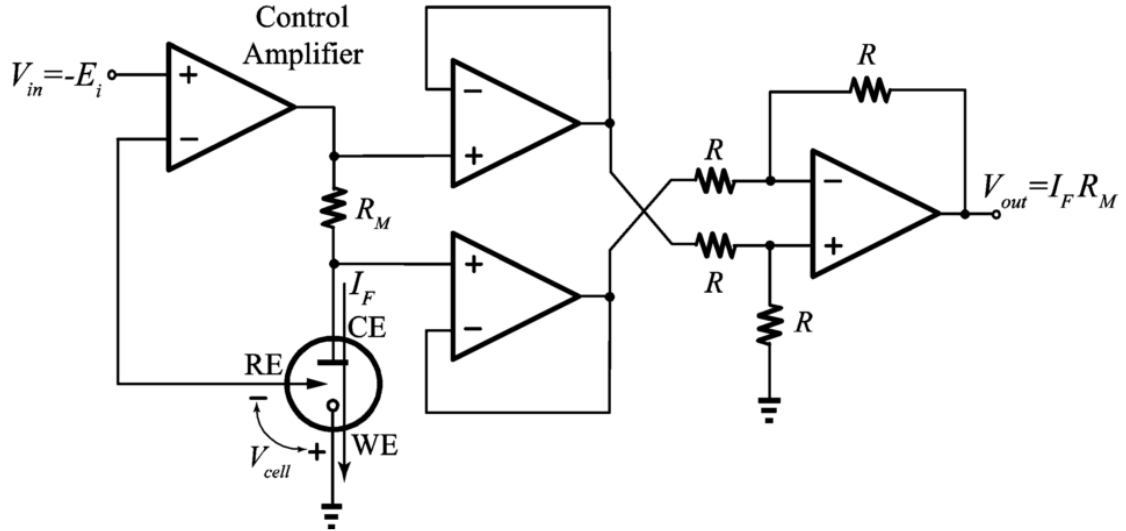 Control
Amplifier
V_in=-E_i
+
−
−
+
R_M
+
−
I_F
CE
RE
WE
−
+
V_cell
R
R
R
R
−
+
V_out=I_F R_M